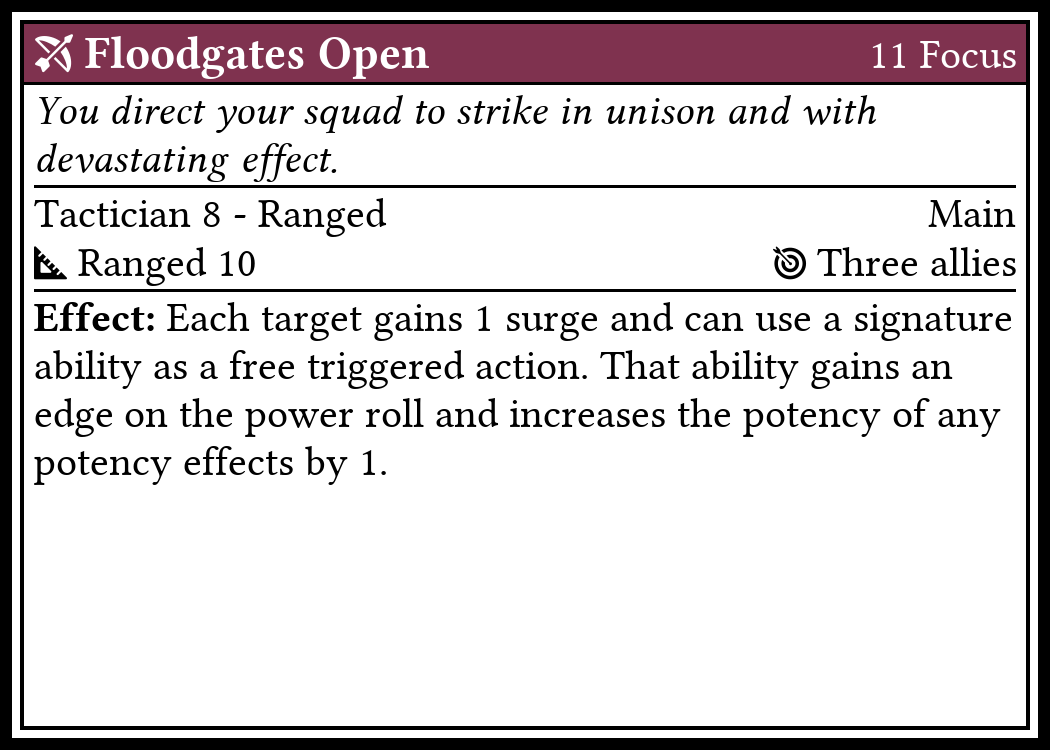 Floodgates Open 11 Focus
You direct your squad to strike in unison and with
devastating effect.
Tactician 8 - Ranged Main
Ranged 10 Three allies
Effect: Each target gains 1 surge and can use a signature
ability as a free triggered action. That ability gains an
edge on the power roll and increases the potency of any
potency effects by 1.